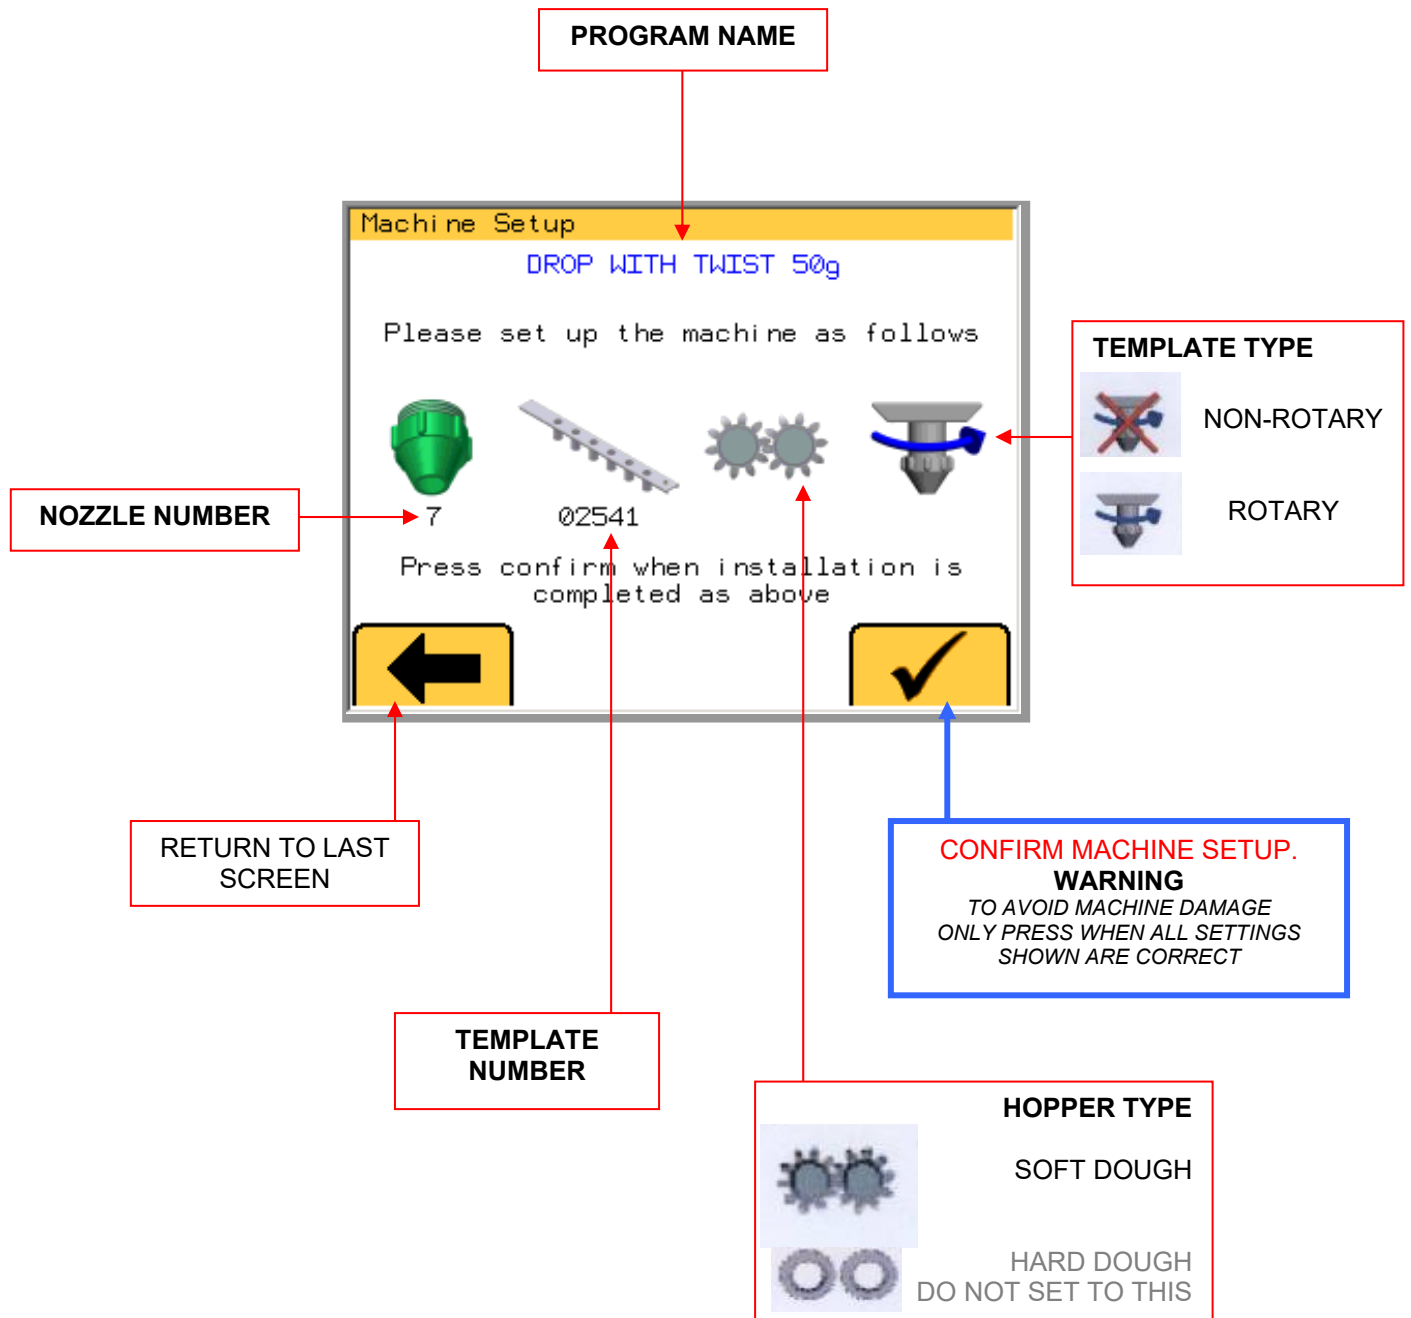 PROGRAM NAME
Machine Setup
DROP WITH TWIST 50g
Please set up the machine as follows
TEMPLATE TYPE
NON-ROTARY
ROTARY
NOZZLE NUMBER
7
02541
Press confirm when installation is
completed as above
RETURN TO LAST
SCREEN
CONFIRM MACHINE SETUP.
WARNING
TO AVOID MACHINE DAMAGE
ONLY PRESS WHEN ALL SETTINGS
SHOWN ARE CORRECT
TEMPLATE
NUMBER
HOPPER TYPE
SOFT DOUGH
HARD DOUGH
DO NOT SET TO THIS